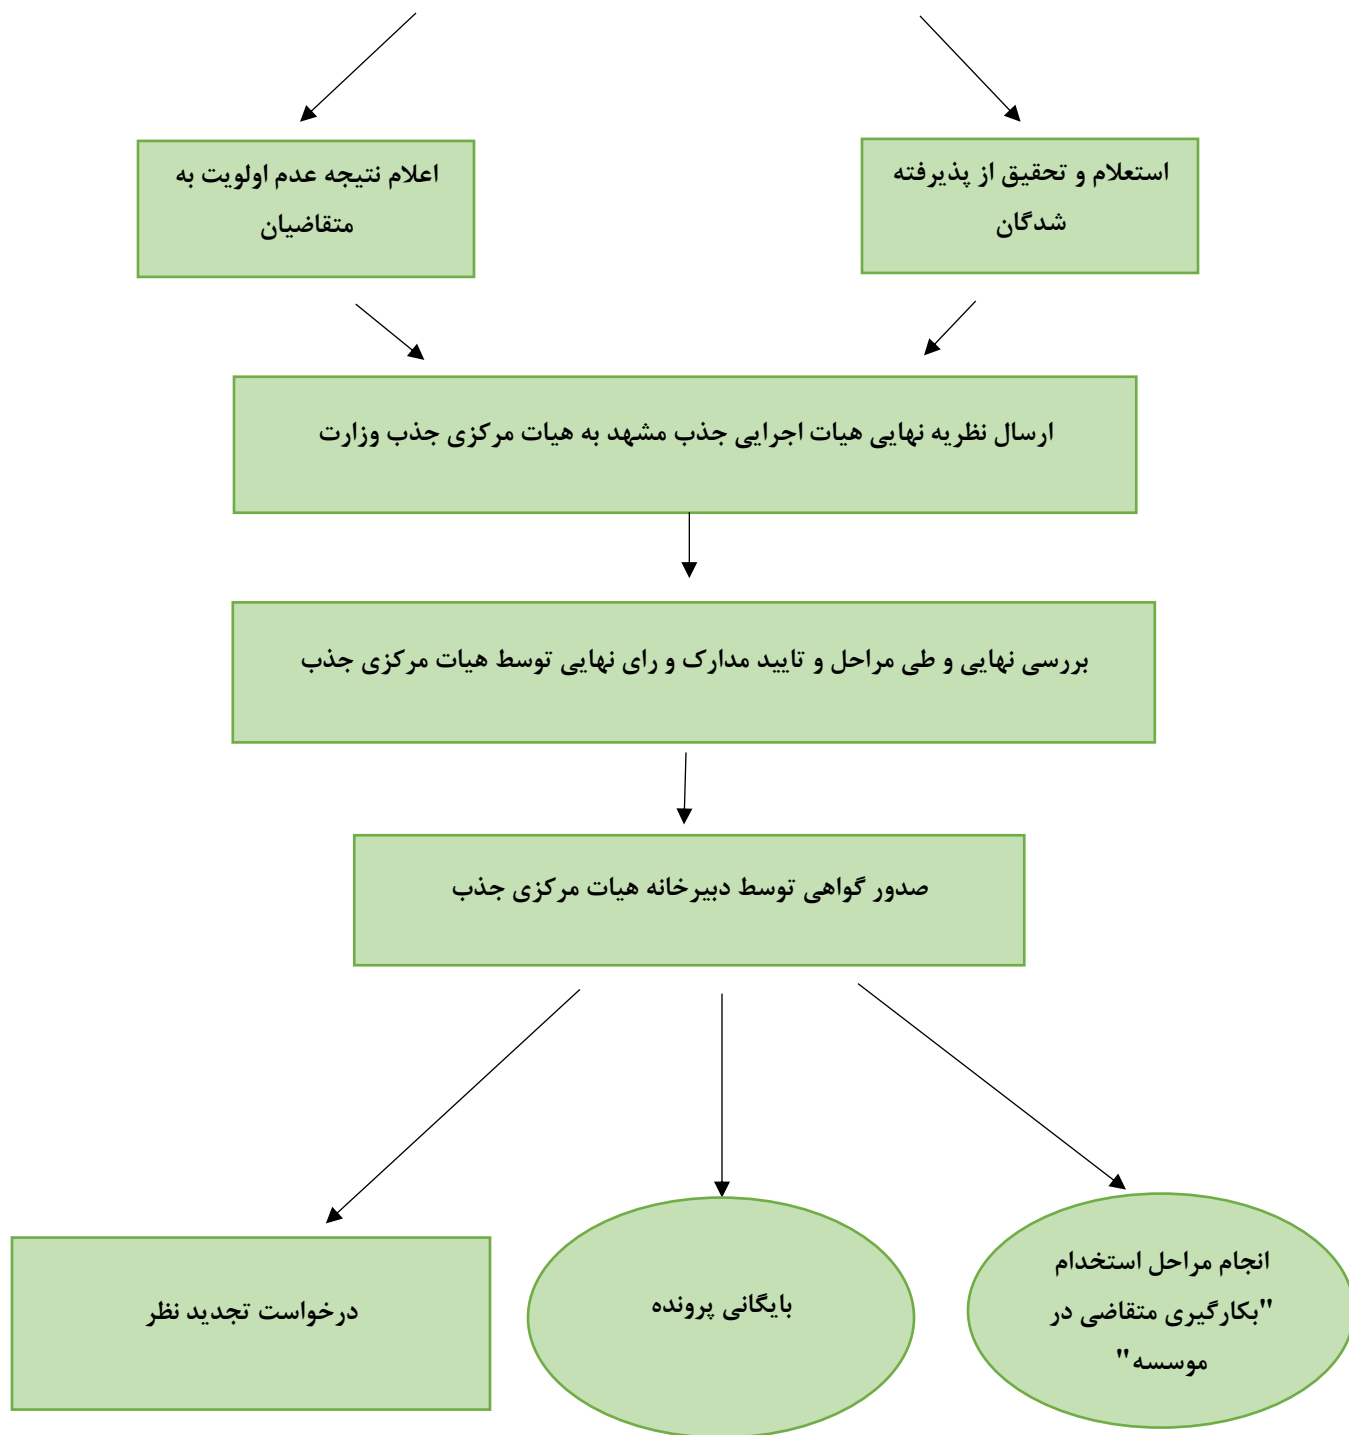 استعلام و تحقیق از پذیرفته
شدگان
اعلام نتیجه عدم اولویت به
متقاضیان
ارسال نظریه نهایی هیات اجرایی جذب مشهد به هیات مرکزی جذب وزارت
بررسی نهایی و طی مراحل و تایید مدارک و رای نهایی توسط هیات مرکزی جذب
صدور گواهی توسط دبیرخانه هیات مرکزی جذب
انجام مراحل استخدام
"بکارگیری متقاضی در
موسسه"
بایگانی پرونده
درخواست تجدید نظر